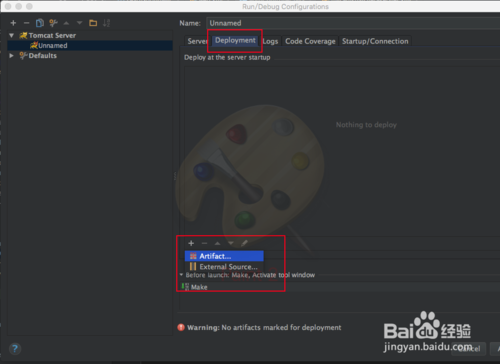 Run/Debug Configurations
Name: Unnamed
Tomcat Server
Unnamed
Defaults
Server Deployment Logs Code Coverage Startup/Connection
Deploy at the server startup
Nothing to deploy
Artifact...
External Source...
Before launch: Make, Activate tool window
Make
Warning: No artifacts marked for deployment
Cancel
Baidu 经验
jingyan.baidu.com